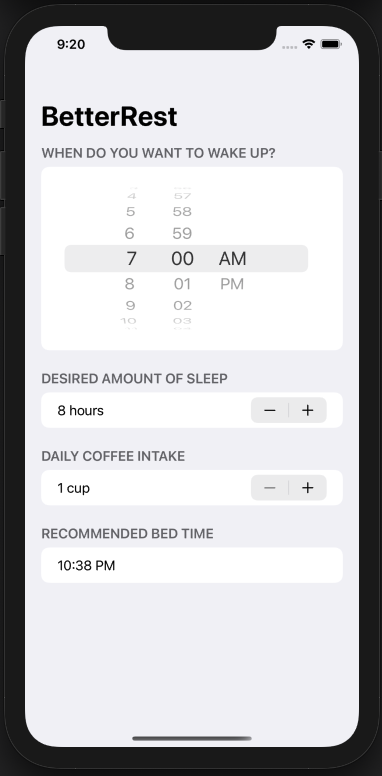 9:20
BetterRest
WHEN DO YOU WANT TO WAKE UP?
4 57
5 58
6 59
7 00 AM
8 01 PM
9 02
10 03
DESIRED AMOUNT OF SLEEP
8 hours − +
DAILY COFFEE INTAKE
1 cup − +
RECOMMENDED BED TIME
10:38 PM